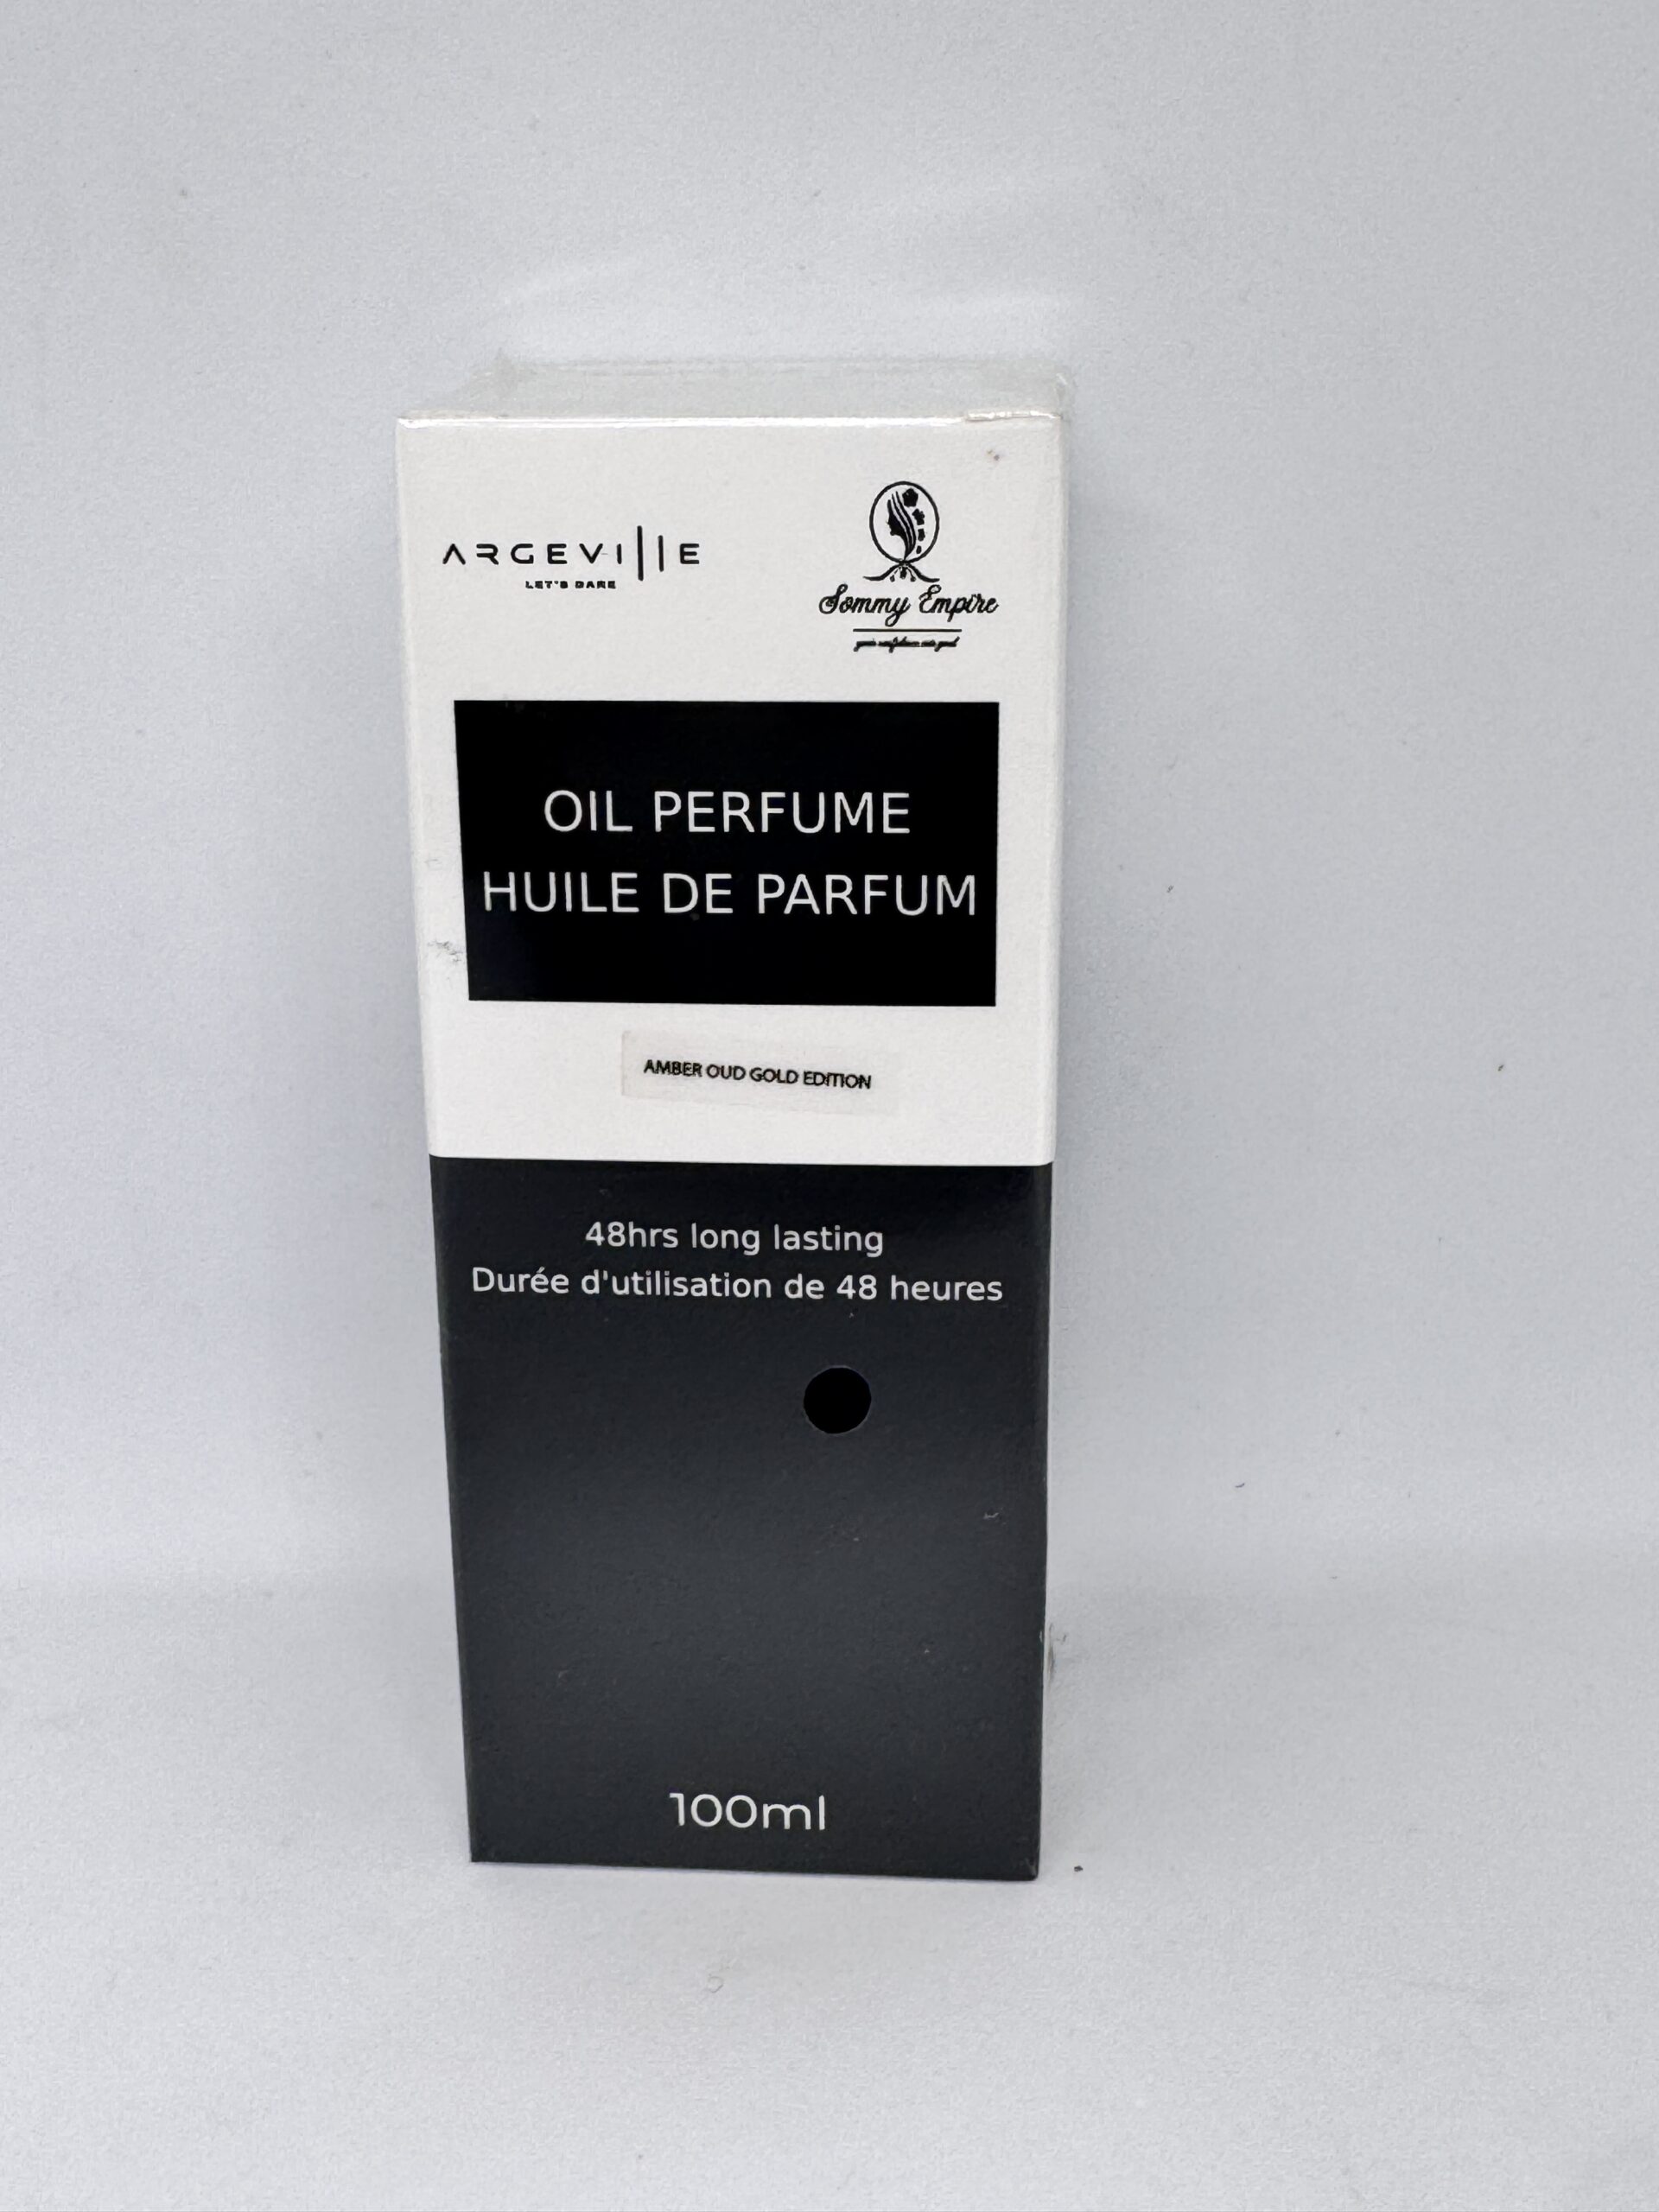 ARGEVILLE
LET'S DARE
Sommy Empire
OIL PERFUME
HUILE DE PARFUM
AMBER OUD GOLD EDITION
48hrs long lasting
Durée d'utilisation de 48 heures
100ml